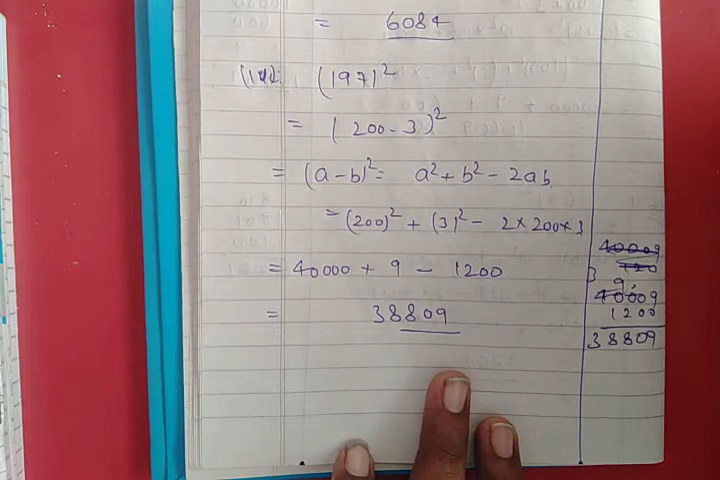 = 6084
(197)²
= (200-3)²
= (a-b)² = a² + b² - 2ab
= (200)² + (3)² - 2×200×3
= 40000 + 9 - 1200
= 38809
40009
1200
38809